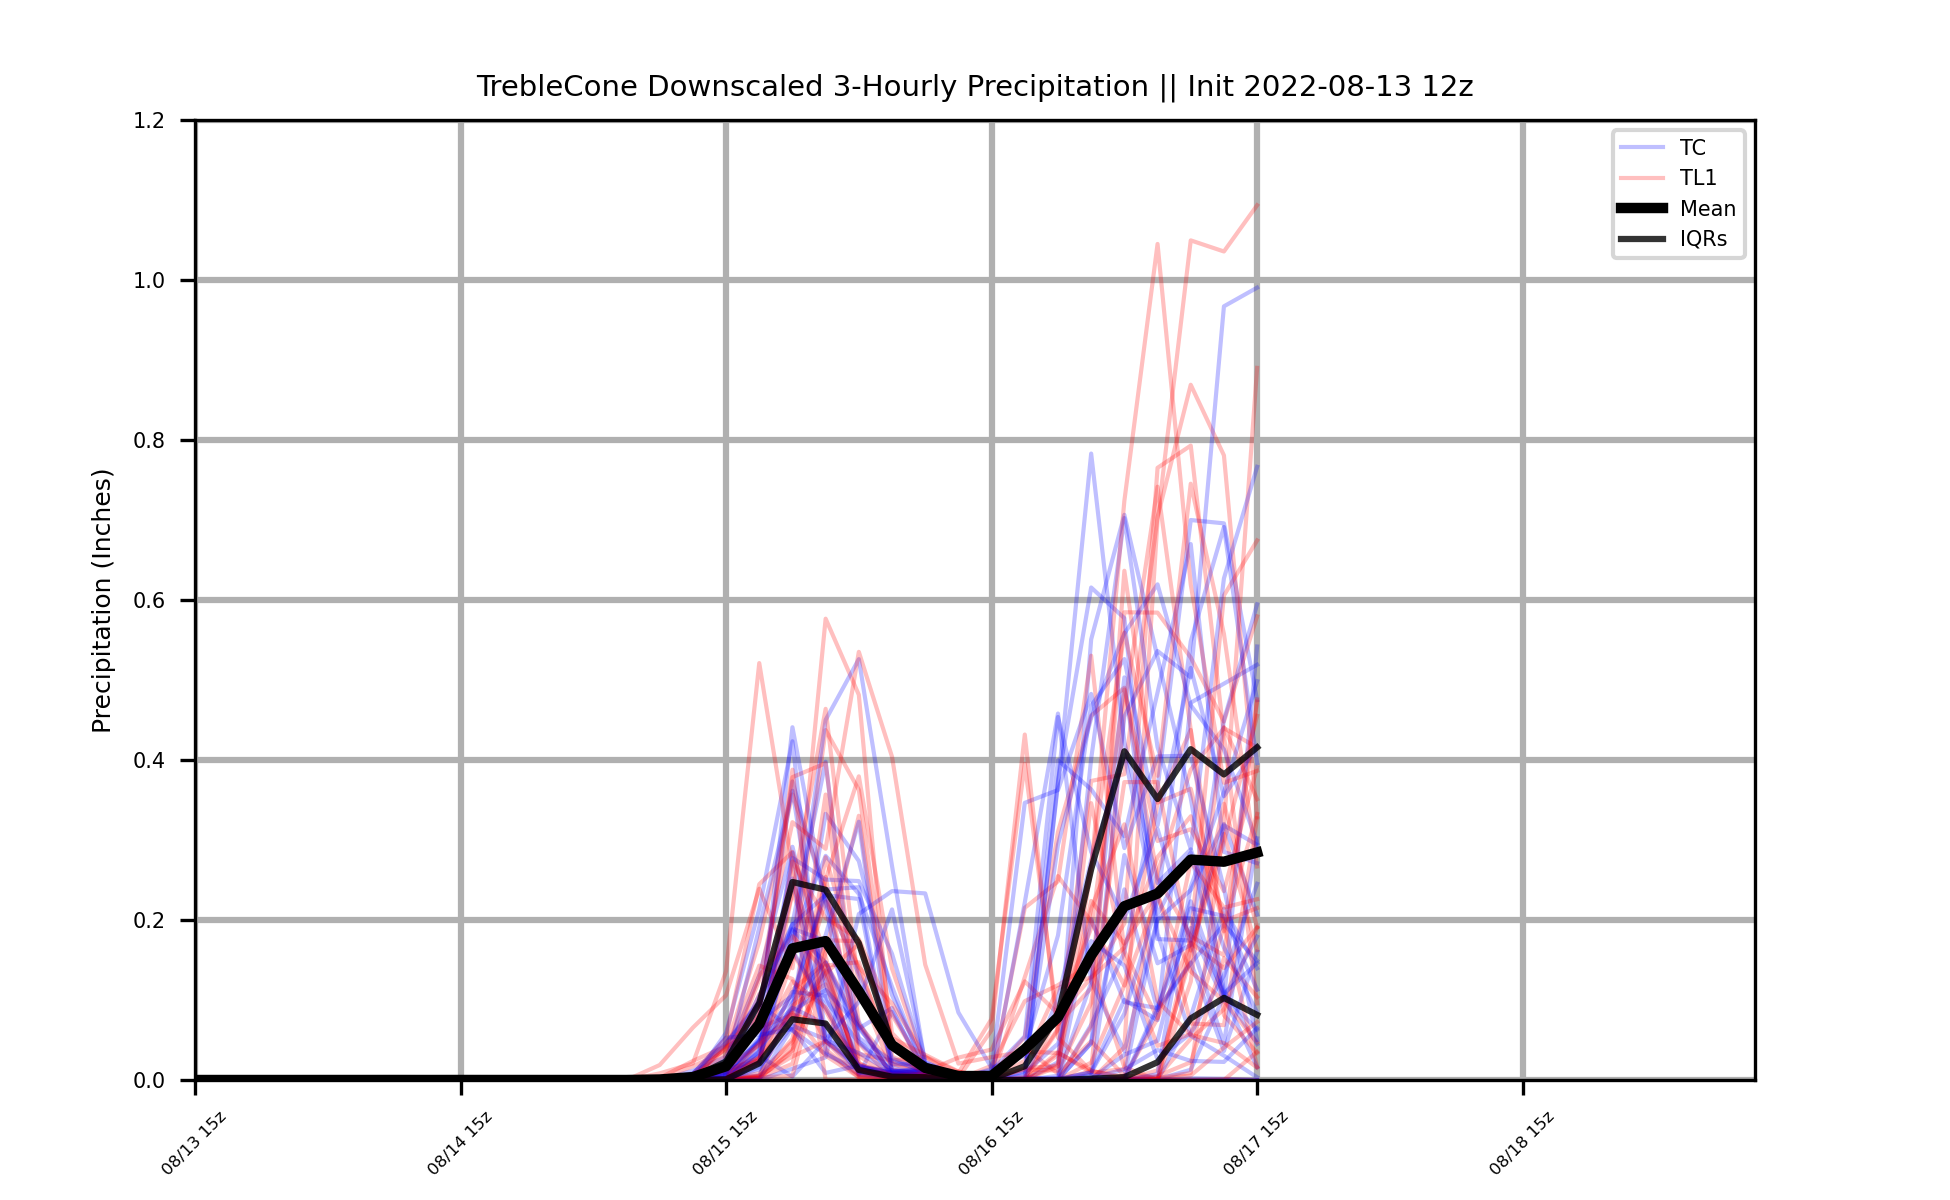 TrebleCone Downscaled 3-Hourly Precipitation || Init 2022-08-13 12z
Precipitation (Inches)
1.2
1.0
0.8
0.6
0.4
0.2
0.0
TC
TL1
Mean
IQRs
08/13 15z
08/14 15z
08/15 15z
08/16 15z
08/17 15z
08/18 15z